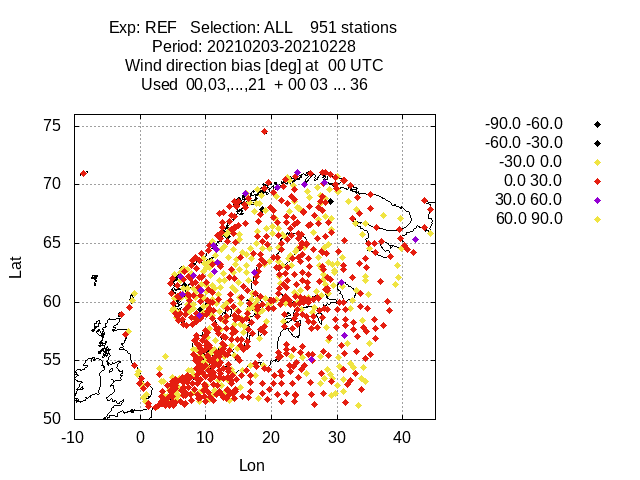 Exp: REF Selection: ALL 951 stations
Period: 20210203-20210228
Wind direction bias [deg] at 00 UTC
Used 00,03,...,21 + 00 03 ... 36
-90.0 -60.0
-60.0 -30.0
-30.0 0.0
0.0 30.0
30.0 60.0
60.0 90.0
75
70
65
60
55
50
Lat
-10 0 10 20 30 40
Lon